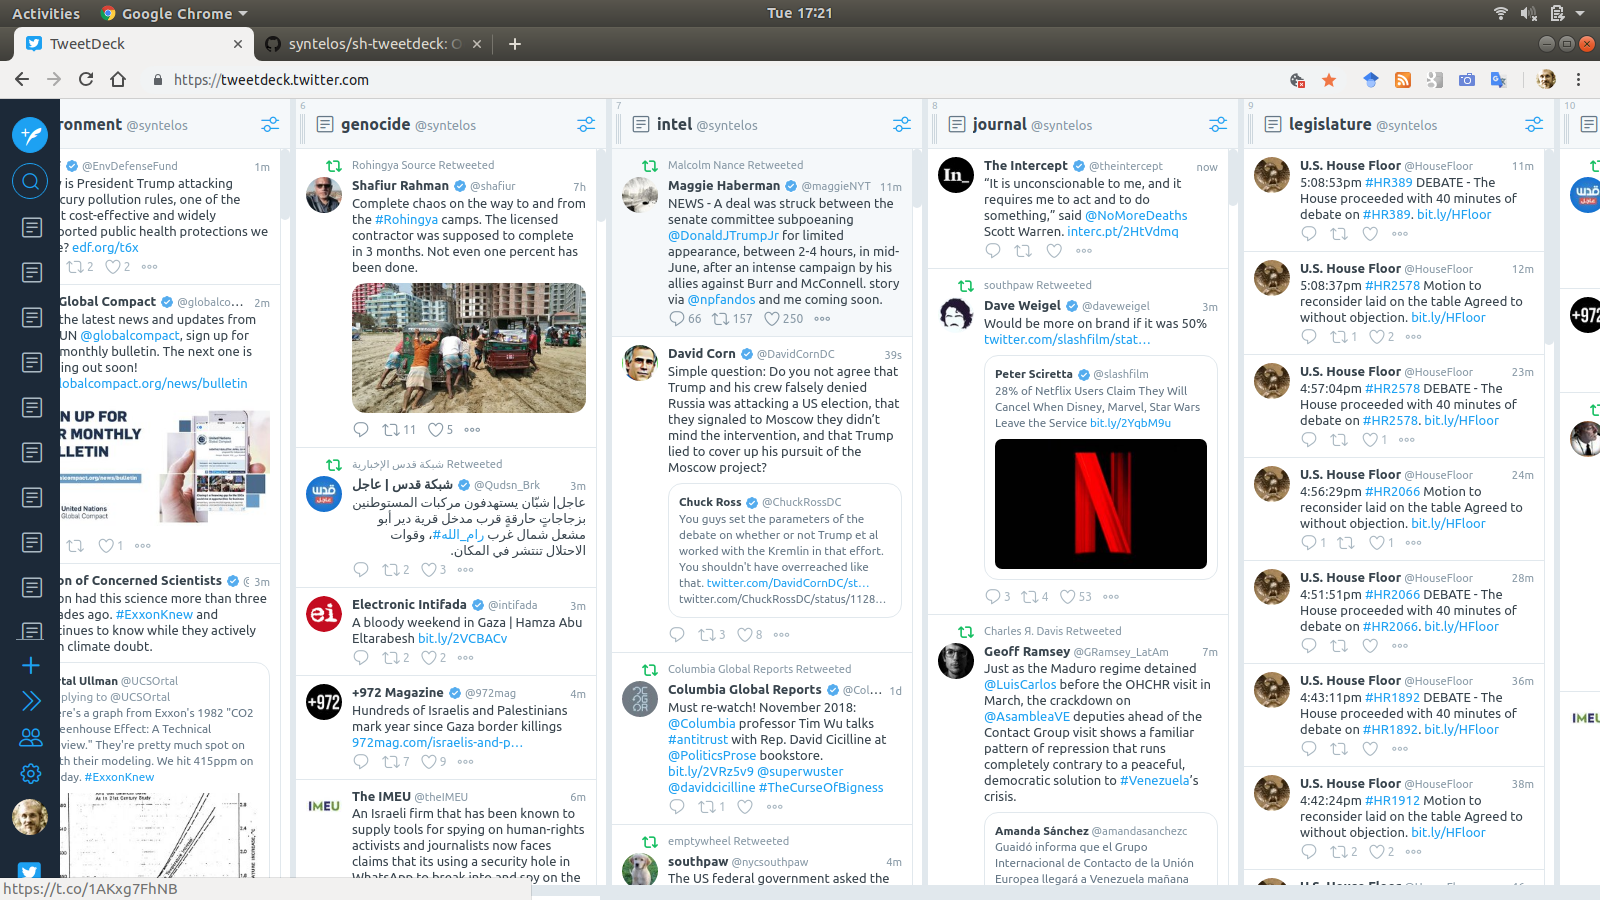 Activities
Google Chrome
Tue 17:21
TweetDeck
syntelos/sh-tweetdeck:
https://tweetdeck.twitter.com
ronment @syntelos
@EnvDefenseFund 1m
is President Trump attacking
cury pollution rules, one of the
t cost-effective and widely
ported public health protections we
e? edf.org/t6x
2 2
Global Compact @globalco... 2m
the latest news and updates from
UN @globalcompact, sign up for
monthly bulletin. The next one is
ng out soon!
lobalcompact.org/news/bulletin
N UP FOR
R MONTHLY
LLETIN
alcompact.org/news/bulletin
United Nations
Global Compact
1
on of Concerned Scientists 3m
on had this science more than three
ades ago. #ExxonKnew and
tinues to know while they actively
n climate doubt.
rtal Ullman @UCSOrtal
plying to @UCSOrtal
ere's a graph from Exxon's 1982 "CO2
eenhouse Effect: A Technical
view." They're pretty much spot on
th their modeling. We hit 415ppm on
day. #ExxonKnew
https://t.co/1AKxg7FhNB
6
genocide @syntelos
Rohingya Source Retweeted
Shafiur Rahman @shafiur 7h
Complete chaos on the way to and from
the #Rohingya camps. The licensed
contractor was supposed to complete
in 3 months. Not even one percent has
been done.
11 5
شبكة قدس الإخبارية Retweeted
شبكة قدس | عاجل @Qudsn_Brk 3m
عاجل| شبّان يستهدفون مركبات المستوطنين
بزجاجاتٍ حارقةٍ قرب مدخل قرية دير أبو
مشعل شمال غرب #رام_الله، وقوات
الاحتلال تنتشر في المكان.
2 3
Electronic Intifada @intifada 3m
A bloody weekend in Gaza | Hamza Abu
Eltarabesh bit.ly/2VCBACv
2 2
+972 Magazine @972mag 4m
Hundreds of Israelis and Palestinians
mark year since Gaza border killings
972mag.com/israelis-and-p...
7 9
The IMEU @theIMEU 6m
An Israeli firm that has been known to
supply tools for spying on human-rights
activists and journalists now faces
claims that its using a security hole in
WhatsApp to break into and spy on the
7
intel @syntelos
Malcolm Nance Retweeted
Maggie Haberman @maggieNYT 11m
NEWS - A deal was struck between the
senate committee subpoeaning
@DonaldJTrumpJr for limited
appearance, between 2-4 hours, in mid-
June, after an intense campaign by his
allies against Burr and McConnell. story
via @npfandos and me coming soon.
66 157 250
David Corn @DavidCornDC 39s
Simple question: Do you not agree that
Trump and his crew falsely denied
Russia was attacking a US election, that
they signaled to Moscow they didn't
mind the intervention, and that Trump
lied to cover up his pursuit of the
Moscow project?
Chuck Ross @ChuckRossDC
You guys set the parameters of the
debate on whether or not Trump et al
worked with the Kremlin in that effort.
You shouldn't have overreached like
that. twitter.com/DavidCornDC/st...
twitter.com/ChuckRossDC/status/1128...
3 8
Columbia Global Reports Retweeted
Columbia Global Reports @Col... 1d
Must re-watch! November 2018:
@Columbia professor Tim Wu talks
#antitrust with Rep. David Cicilline at
@PoliticsProse bookstore.
bit.ly/2VRz5v9 @superwuster
@davidcicilline #TheCurseOfBigness
1
emptywheel Retweeted
southpaw @nycsouthpaw 4m
The US federal government asked the
8
journal @syntelos
The Intercept @theintercept now
“It is unconscionable to me, and it
requires me to act and to do
something,” said @NoMoreDeaths
Scott Warren. interc.pt/2HtVdmq
southpaw Retweeted
Dave Weigel @daveweigel 3m
Would be more on brand if it was 50%
twitter.com/slashfilm/stat...
Peter Sciretta @slashfilm
28% of Netflix Users Claim They Will
Cancel When Disney, Marvel, Star Wars
Leave the Service bit.ly/2YqbM9u
3 4 53
Charles Я. Davis Retweeted
Geoff Ramsey @GRamsey_LatAm 7m
Just as the Maduro regime detained
@LuisCarlos before the OHCHR visit in
March, the crackdown on
@AsambleaVE deputies ahead of the
Contact Group visit shows a familiar
pattern of repression that runs
completely contrary to a peaceful,
democratic solution to #Venezuela's
crisis.
Amanda Sánchez @amandasanchezc
Guaidó informa que el Grupo
Internacional de Contacto de la Unión
Europea llegará a Venezuela mañana
9
legislature @syntelos
U.S. House Floor @HouseFloor 11m
5:08:53pm #HR389 DEBATE - The
House proceeded with 40 minutes of
debate on #HR389. bit.ly/HFloor
U.S. House Floor @HouseFloor 12m
5:08:37pm #HR2578 Motion to
reconsider laid on the table Agreed to
without objection. bit.ly/HFloor
1 2
U.S. House Floor @HouseFloor 23m
4:57:04pm #HR2578 DEBATE - The
House proceeded with 40 minutes of
debate on #HR2578. bit.ly/HFloor
1
U.S. House Floor @HouseFloor 24m
4:56:29pm #HR2066 Motion to
reconsider laid on the table Agreed to
without objection. bit.ly/HFloor
1 1
U.S. House Floor @HouseFloor 28m
4:51:51pm #HR2066 DEBATE - The
House proceeded with 40 minutes of
debate on #HR2066. bit.ly/HFloor
U.S. House Floor @HouseFloor 36m
4:43:11pm #HR1892 DEBATE - The
House proceeded with 40 minutes of
debate on #HR1892. bit.ly/HFloor
U.S. House Floor @HouseFloor 38m
4:42:24pm #HR1912 Motion to
reconsider laid on the table Agreed to
without objection. bit.ly/HFloor
2 2
10